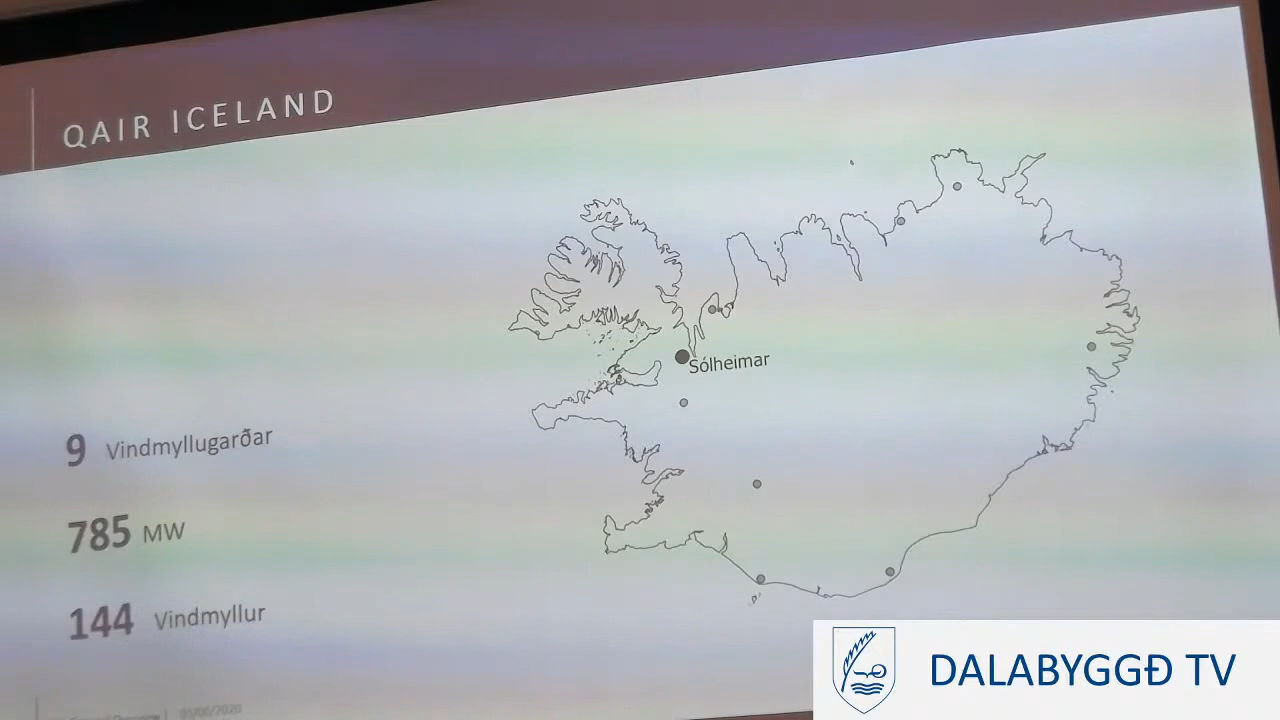 QAIR ICELAND
Sólheimar
9 Vindmyllugarðar
785 MW
144 Vindmyllur
DALABYGGÐ TV